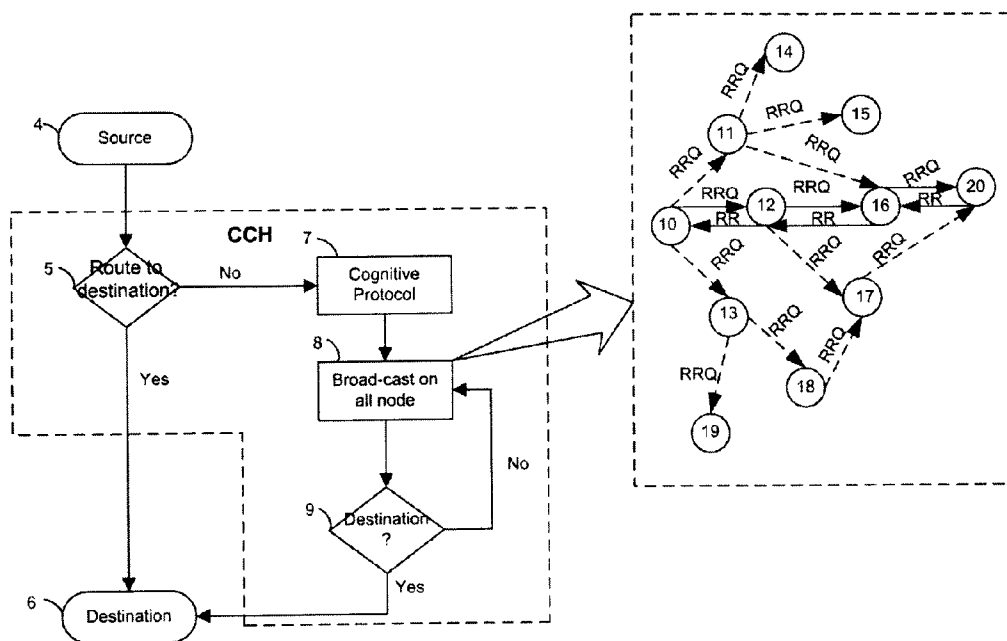 4
Source
CCH
5
Route to
destination?
No
Yes
7
Cognitive
Protocol
8
Broad-cast on
all node
No
9
Destination
?
Yes
6
Destination
14
RRQ
RRQ
15
11
RRQ
RRQ
RRQ
20
RRQ
12
RRQ
16
RR
10
RR
RR
RRQ
RRQ
RRQ
17
13
RRQ
RRQ
18
RRQ
19